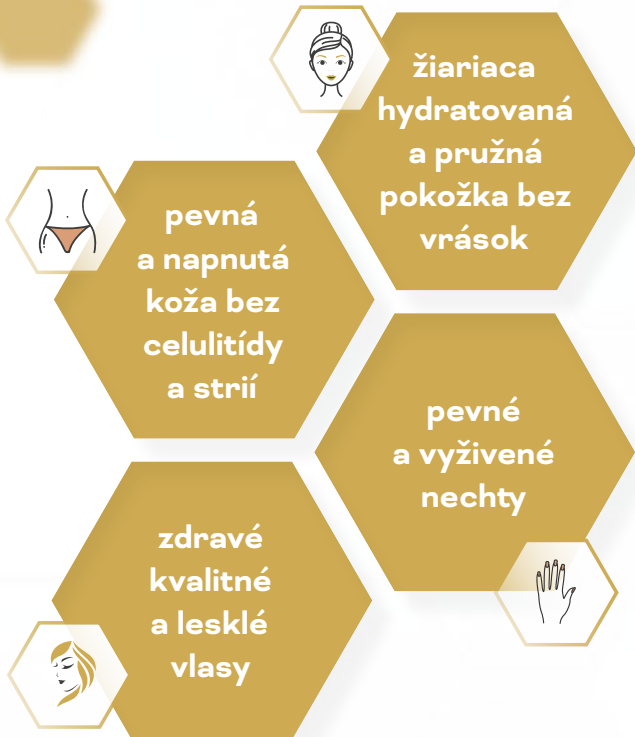 žiariaca
hydratovaná
a pružná
pokožka bez
vrások
pevná
a napnutá
koža bez
celulitídy
a strií
pevné
a vyživené
nechty
zdravé
kvalitné
a lesklé
vlasy